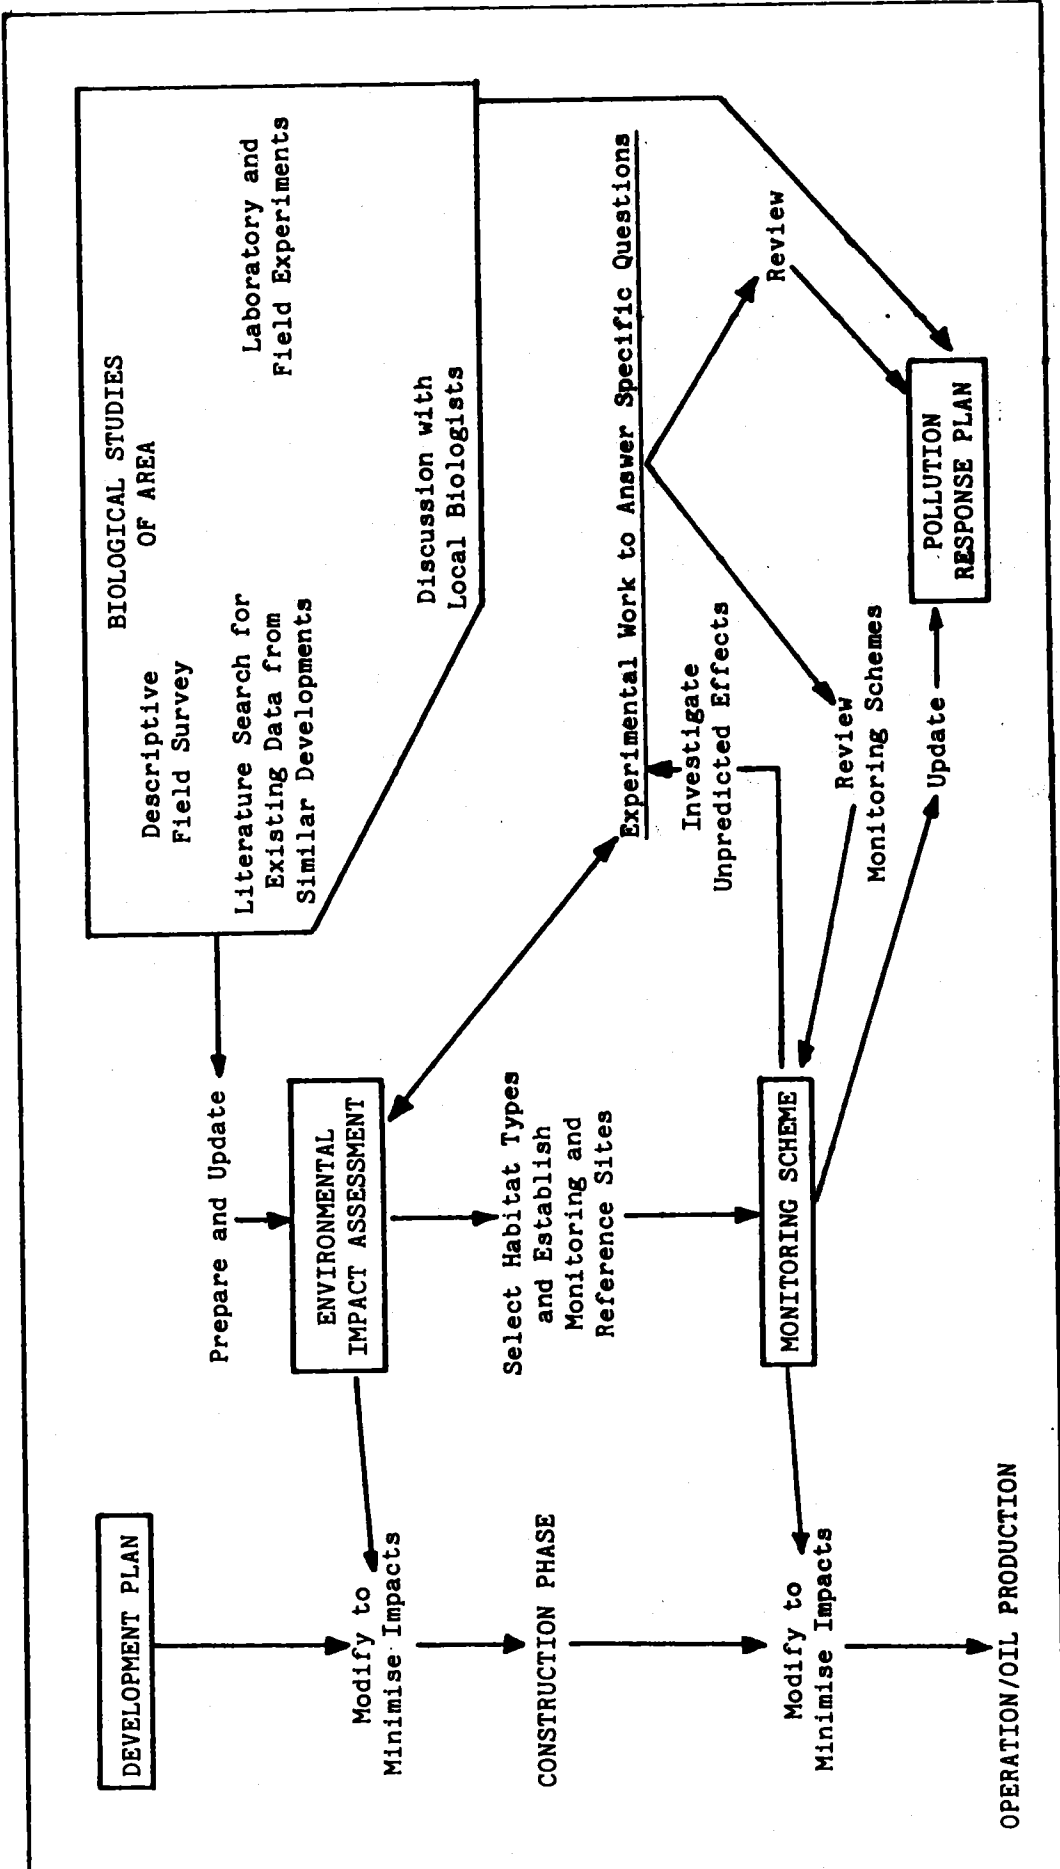 DEVELOPMENT PLAN
Modify to
Minimise Impacts
CONSTRUCTION PHASE
Modify to
Minimise Impacts
OPERATION/OIL PRODUCTION
Prepare and Update
ENVIRONMENTAL
IMPACT ASSESSMENT
Select Habitat Types
and Establish
Monitoring and
Reference Sites
MONITORING SCHEME
BIOLOGICAL STUDIES
OF AREA
Descriptive
Field Survey
Literature Search for
Existing Data from
Similar Developments
Laboratory and
Field Experiments
Discussion with
Local Biologists
Experimental Work to Answer Specific Questions
Investigate
Unpredicted Effects
Review
Review
Monitoring Schemes
Update
POLLUTION
RESPONSE PLAN